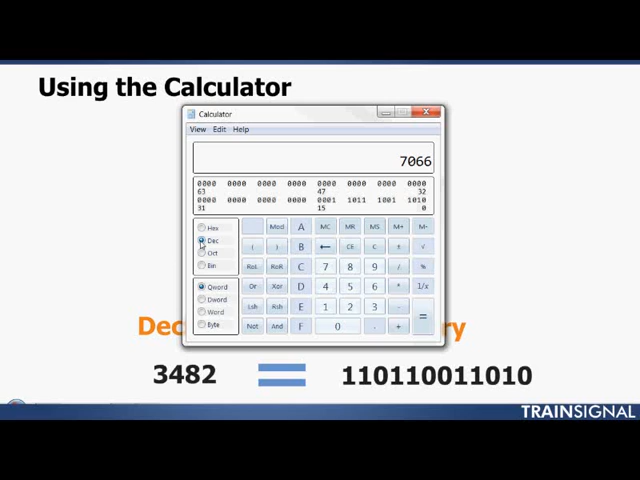 Using the Calculator
Calculator
View Edit Help
7066
0000 0000 0000 0000 0000 0000 0000 0000
63 47 32
0000 0000 0000 0000 0001 1011 1001 1010
31 15 0
Hex Mod A MC MR MS M+ M-
Dec ( ) B ← CE C ± √
Oct RoL RoR C 7 8 9 / %
Bin
Qword Or Xor D 4 5 6 * 1/x
Dword Lsh Rsh E 1 2 3 - =
Word
Byte Not And F 0 . +
Dec ry
3482 = 110110011010
TRAINSIGNAL